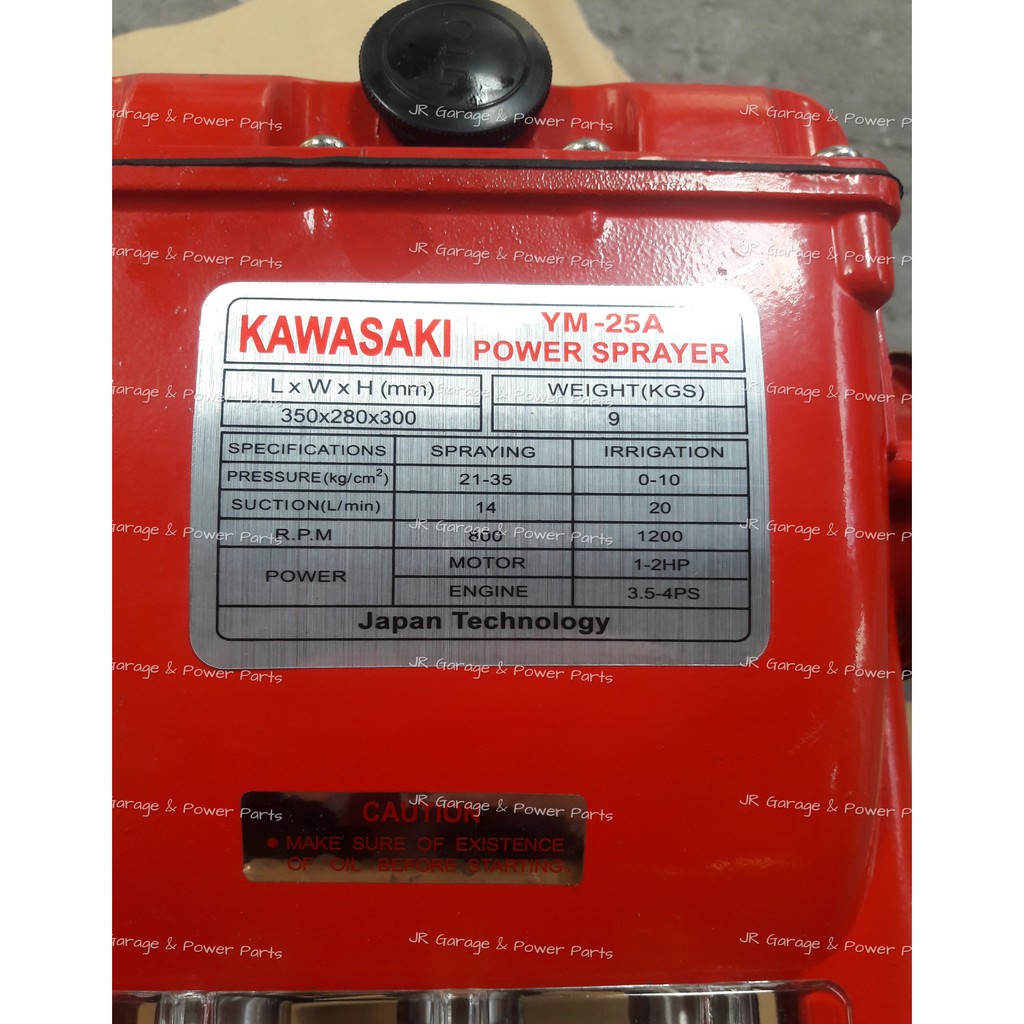 OIL
KAWASAKI
YM-25A
POWER SPRAYER
L x W x H (mm)
WEIGHT(KGS)
350x280x300
9
SPECIFICATIONS SPRAYING IRRIGATION
PRESSURE(kg/cm²) 21-35 0-10
SUCTION(L/min) 14 20
R.P.M 800 1200
POWER
MOTOR 1-2HP
ENGINE 3.5-4PS
Japan Technology
CAUTION
• MAKE SURE OF EXISTENCE
OF OIL BEFORE STARTING
JR Garage & Power Parts